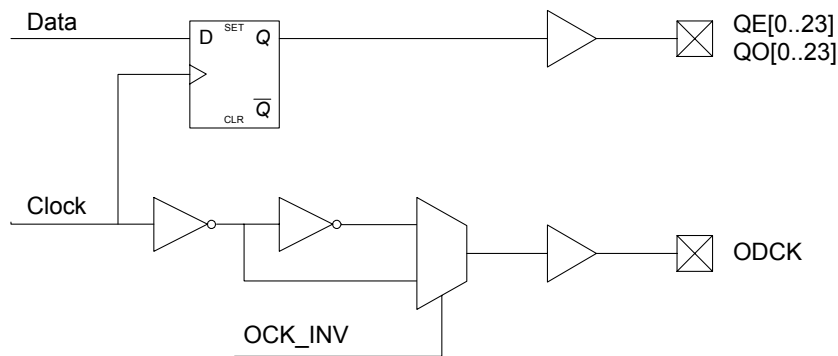 Data
D
SET
Q
QE[0..23]
QO[0..23]
Q
CLR
Clock
ODCK
OCK_INV